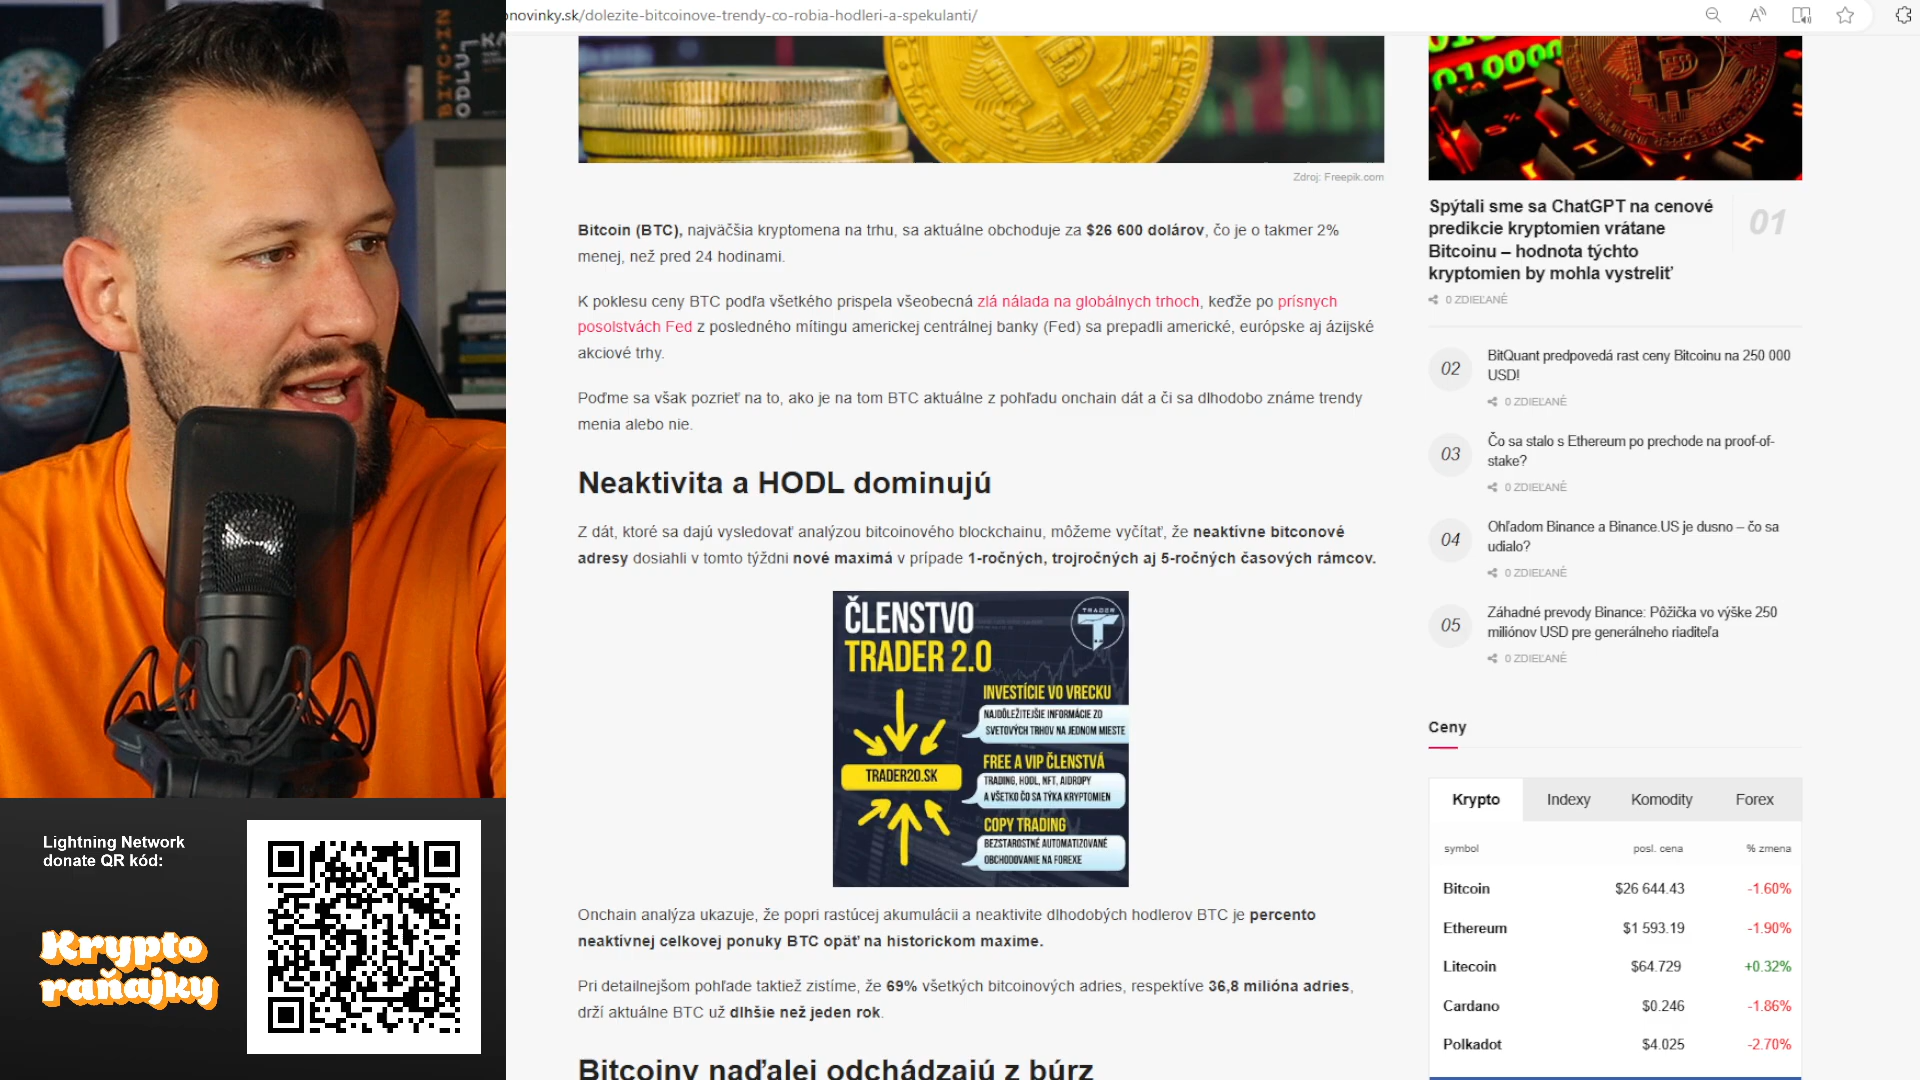 onovinky.sk/dolezite-bitcoinove-trendy-co-robia-hodleri-a-spekulanti/
Zdroj: Freepik.com
Bitcoin (BTC), najväčšia kryptomena na trhu, sa aktuálne obchoduje za $26 600 dolárov, čo je o takmer 2%
menej, než pred 24 hodinami.
K poklesu ceny BTC podľa všetkého prispela všeobecná zlá nálada na globálnych trhoch, keďže po prísnych
posolstvách Fed z posledného mítingu americkej centrálnej banky (Fed) sa prepadli americké, európske aj ázijské
akciové trhy.
Poďme sa však pozrieť na to, ako je na tom BTC aktuálne z pohľadu onchain dát a či sa dlhodobo známe trendy
menia alebo nie.
Neaktivita a HODL dominujú
Z dát, ktoré sa dajú vysledovať analýzou bitcoinového blockchainu, môžeme vyčítať, že neaktívne bitconové
adresy dosiahli v tomto týždni nové maximá v prípade 1-ročných, trojročných aj 5-ročných časových rámcov.
ČLENSTVO
TRADER 2.0
TRADER
INVESTÍCIE VO VRECKU
NAJDÔLEŽITEJŠIE INFORMÁCIE ZO
SVETOVÝCH TRHOV NA JEDNOM MIESTE
FREE A VIP ČLENSTVÁ
TRADING, HODL, NFT, AIDROPY
A VŠETKO ČO SA TÝKA KRYPTOMIEN
TRADER20.SK
COPY TRADING
BEZSTAROSTNÉ AUTOMATIZOVANÉ
OBCHODOVANIE NA FOREXE
Onchain analýza ukazuje, že popri rastúcej akumulácii a neaktivite dlhodobých hodlerov BTC je percento
neaktívnej celkovej ponuky BTC opäť na historickom maxime.
Pri detailnejšom pohľade taktiež zistíme, že 69% všetkých bitcoinových adries, respektíve 36,8 milióna adries,
drží aktuálne BTC už dlhšie než jeden rok.
Bitcoiny naďalej odchádzajú z búrz
Spýtali sme sa ChatGPT na cenové
predikcie kryptomien vrátane
Bitcoinu – hodnota týchto
kryptomien by mohla vystreliť
01
0 ZDIEĽANÉ
02
BitQuant predpovedá rast ceny Bitcoinu na 250 000
USD!
0 ZDIEĽANÉ
03
Čo sa stalo s Ethereum po prechode na proof-of-
stake?
0 ZDIEĽANÉ
04
Ohľadom Binance a Binance.US je dusno – čo sa
udialo?
0 ZDIEĽANÉ
05
Záhadné prevody Binance: Pôžička vo výške 250
miliónov USD pre generálneho riaditeľa
0 ZDIEĽANÉ
Ceny
Krypto Indexy Komodity Forex
symbol posl. cena % zmena
Bitcoin $26 644.43 -1.60%
Ethereum $1 593.19 -1.90%
Litecoin $64.729 +0.32%
Cardano $0.246 -1.86%
Polkadot $4.025 -2.70%
Lightning Network
donate QR kód:
Krypto
raňajky